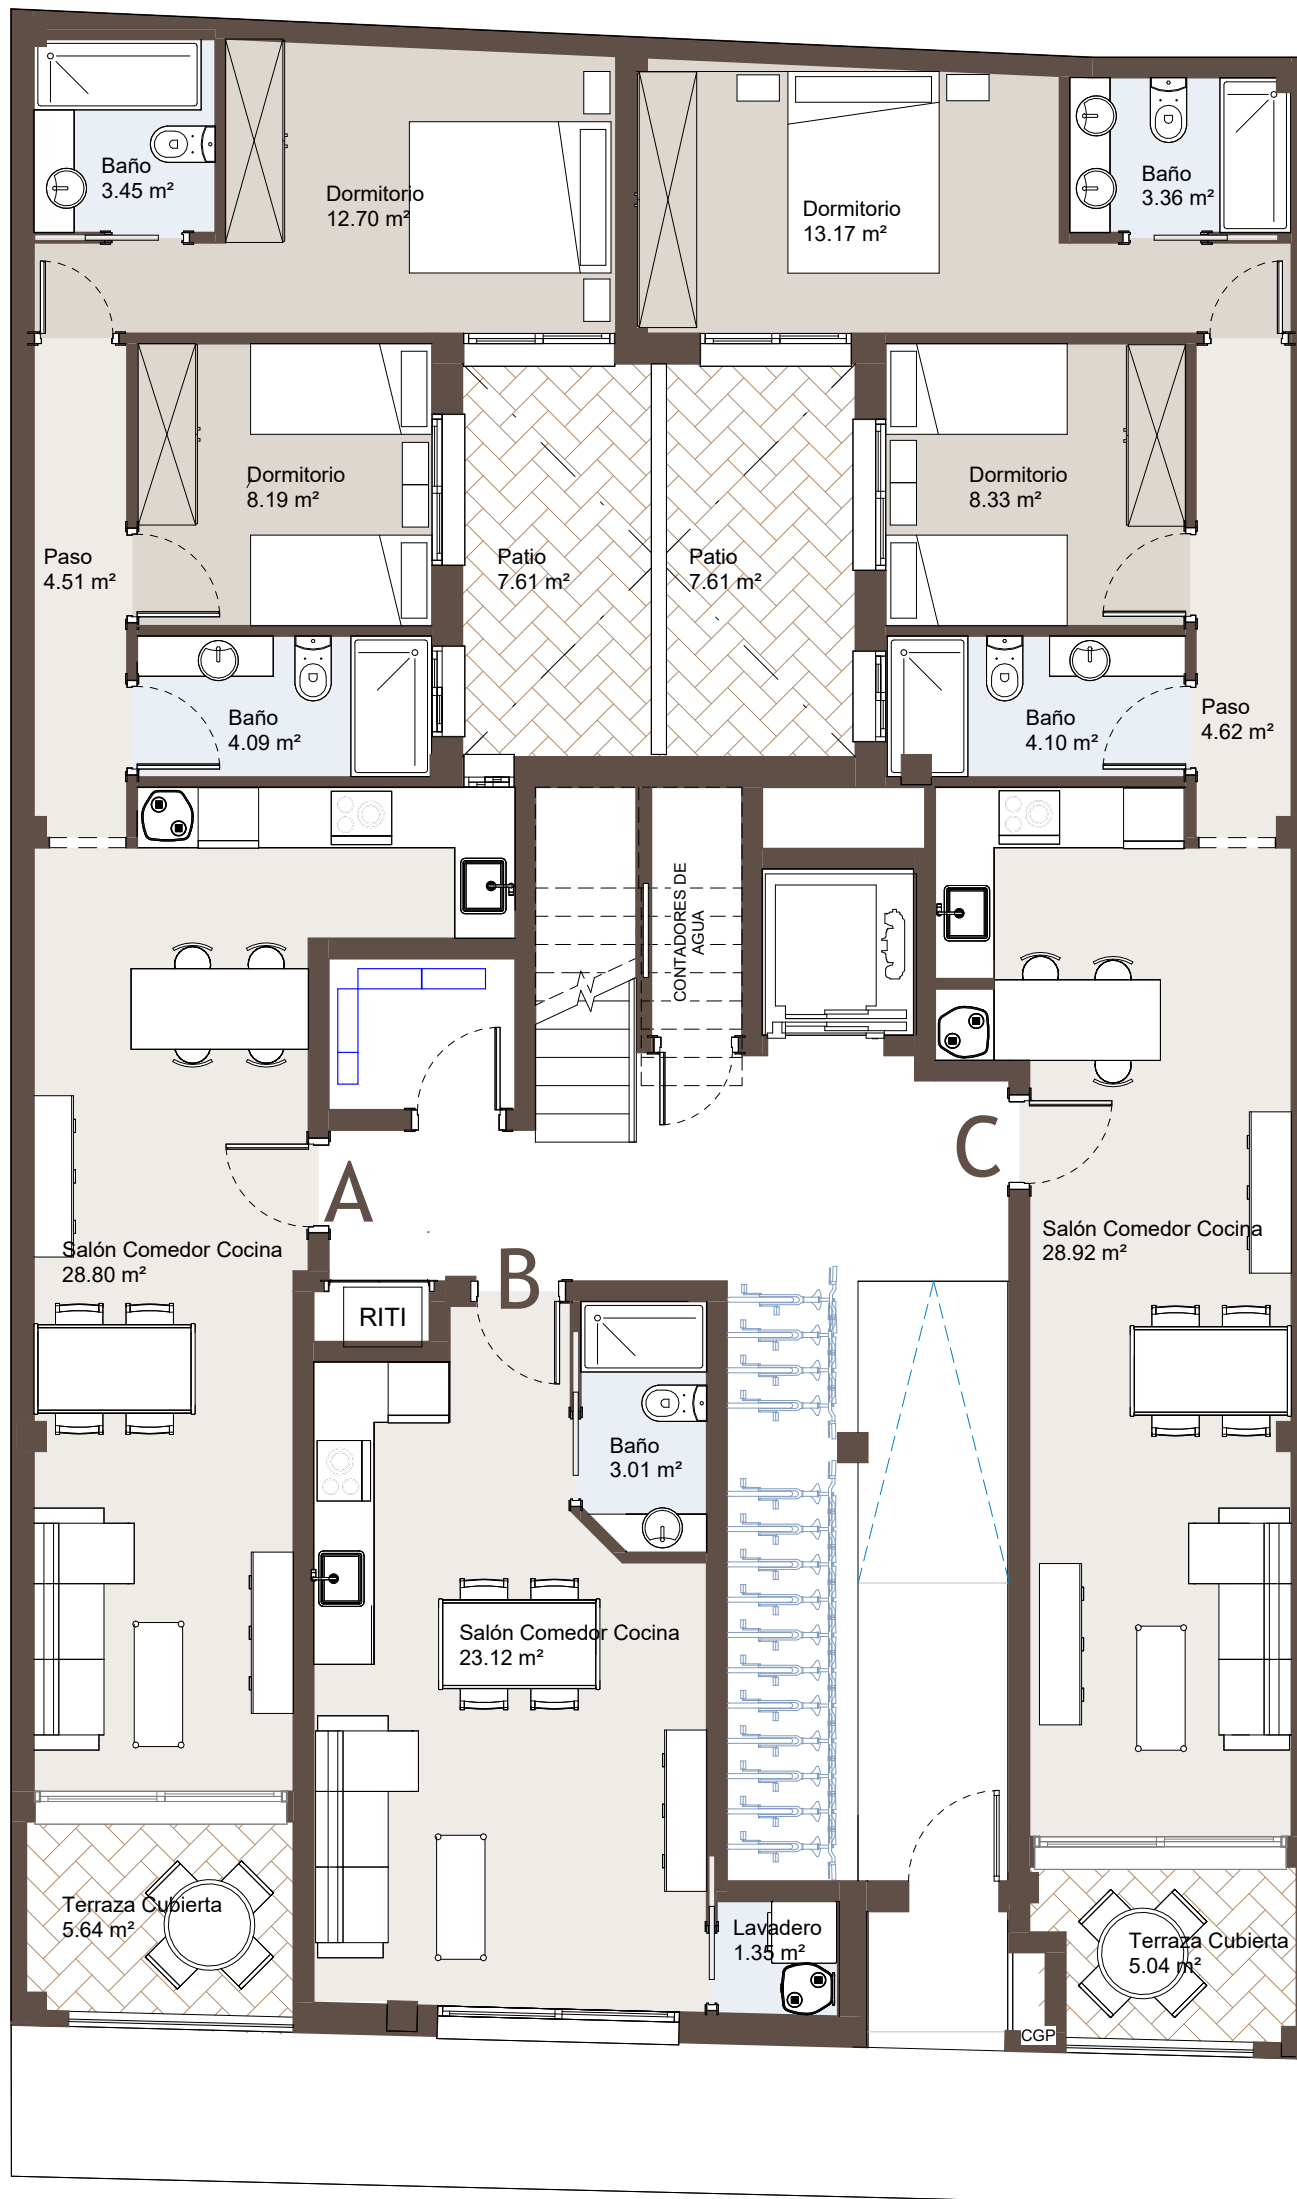 Baño
3.45 m²
Dormitorio
12.70 m²
Dormitorio
13.17 m²
Baño
3.36 m²
Dormitorio
8.19 m²
Dormitorio
8.33 m²
Paso
4.51 m²
Patio
7.61 m²
Patio
7.61 m²
Baño
4.09 m²
Baño
4.10 m²
Paso
4.62 m²
CONTADORES DE
AGUA
A
C
Salón Comedor Cocina
28.80 m²
Salón Comedor Cocina
28.92 m²
B
RITI
Baño
3.01 m²
Salón Comedor Cocina
23.12 m²
Terraza Cubierta
5.64 m²
Lavadero
1.35 m²
Terraza Cubierta
5.04 m²
CGP